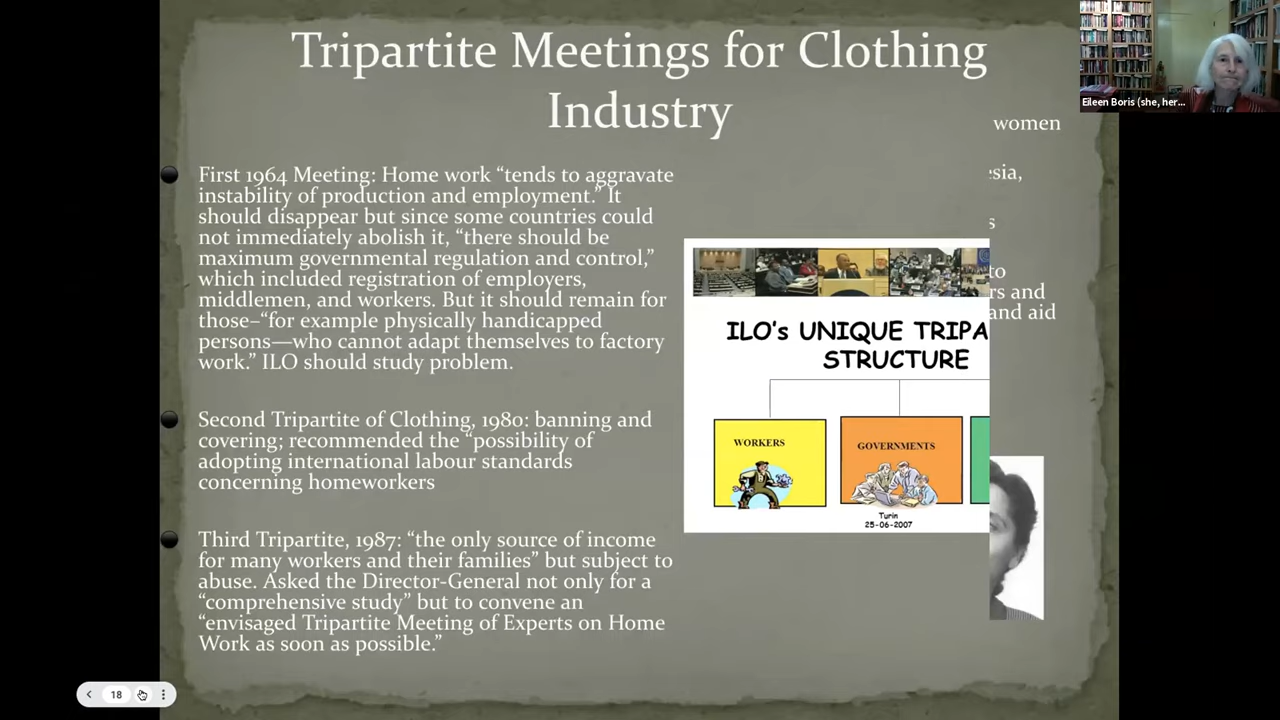 Tripartite Meetings for Clothing
Industry
First 1964 Meeting: Home work “tends to aggravate
instability of production and employment.” It
should disappear but since some countries could
not immediately abolish it, “there should be
maximum governmental regulation and control,”
which included registration of employers,
middlemen, and workers. But it should remain for
those–“for example physically handicapped
persons—who cannot adapt themselves to factory
work.” ILO should study problem.
Second Tripartite of Clothing, 1980: banning and
covering; recommended the “possibility of
adopting international labour standards
concerning homeworkers
Third Tripartite, 1987: “the only source of income
for many workers and their families” but subject to
abuse. Asked the Director-General not only for a
“comprehensive study” but to convene an
“envisaged Tripartite Meeting of Experts on Home
Work as soon as possible.”
ILO's UNIQUE TRIPA
STRUCTURE
WORKERS
GOVERNMENTS
Turin
25-06-2007
women
esia,
s
to
rs and
and aid
Eileen Boris (she, her...
18